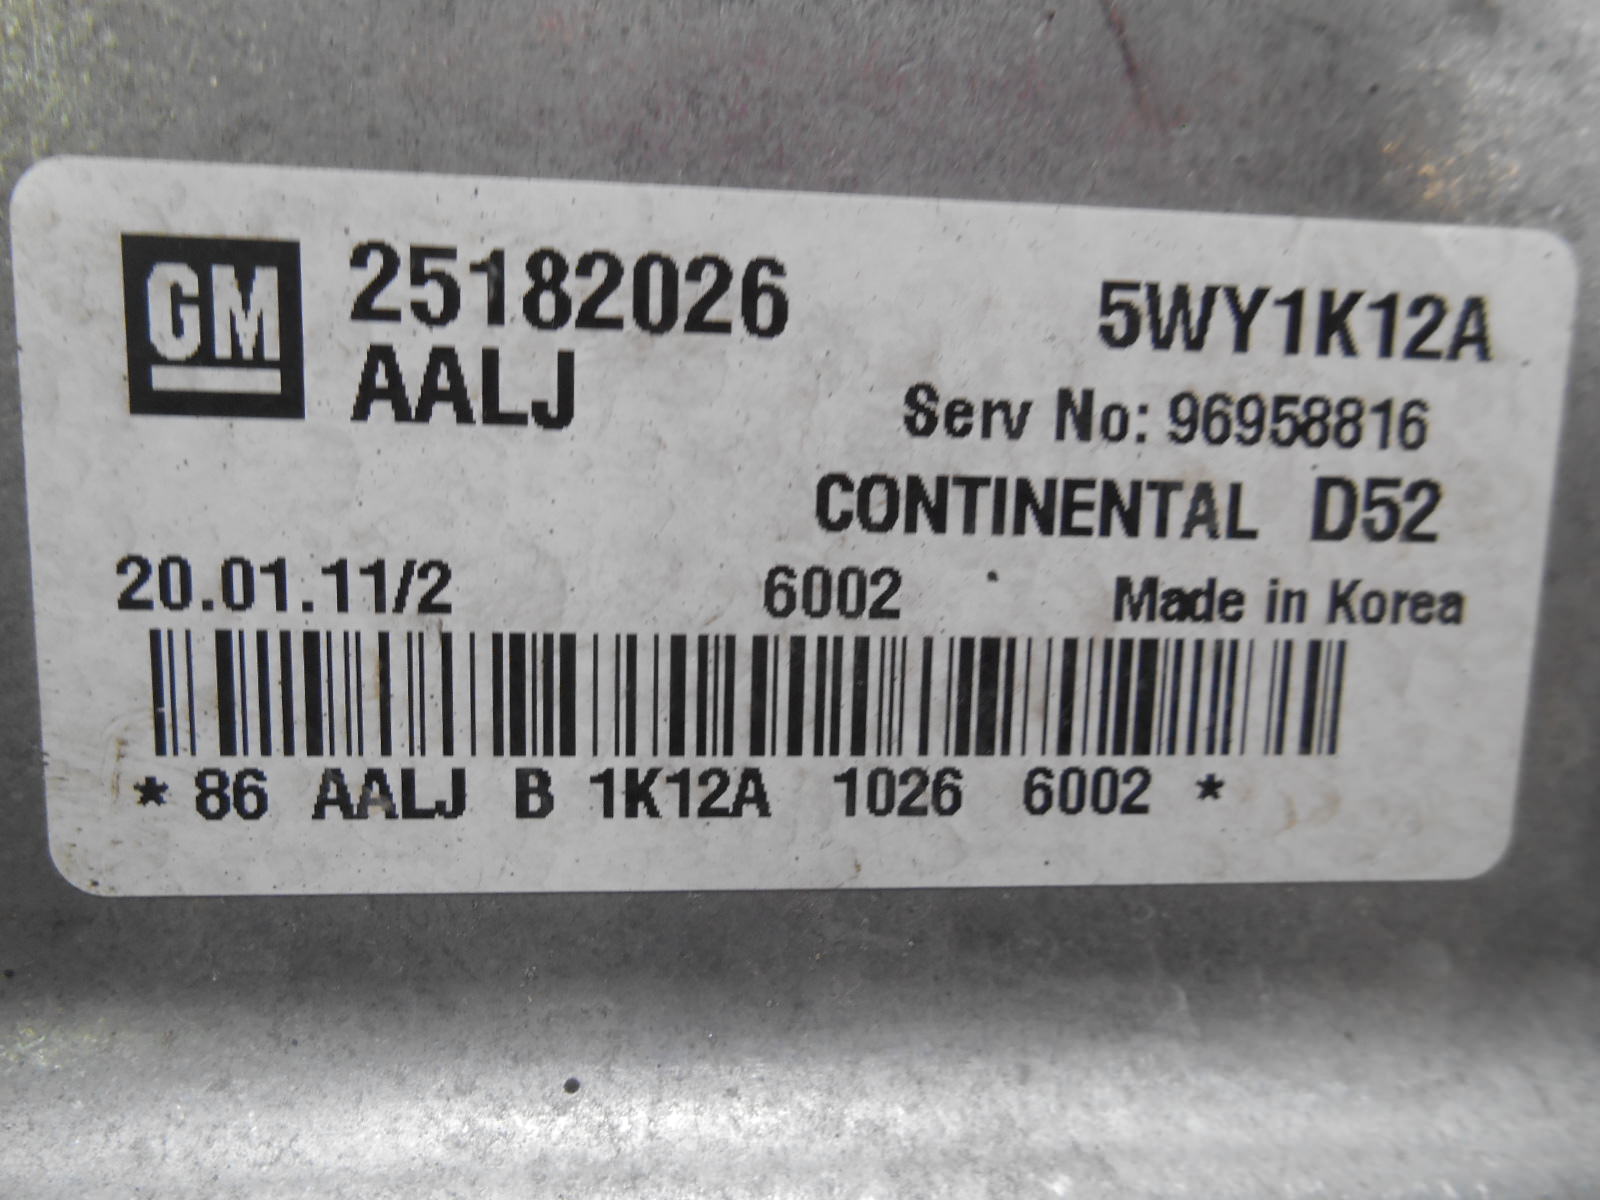 GM 25182026 5WY1K12A
AALJ Serv No: 96958816
CONTINENTAL D52
20.01.11/2 6002 Made in Korea
* 86 AALJ B 1K12A 1026 6002 *